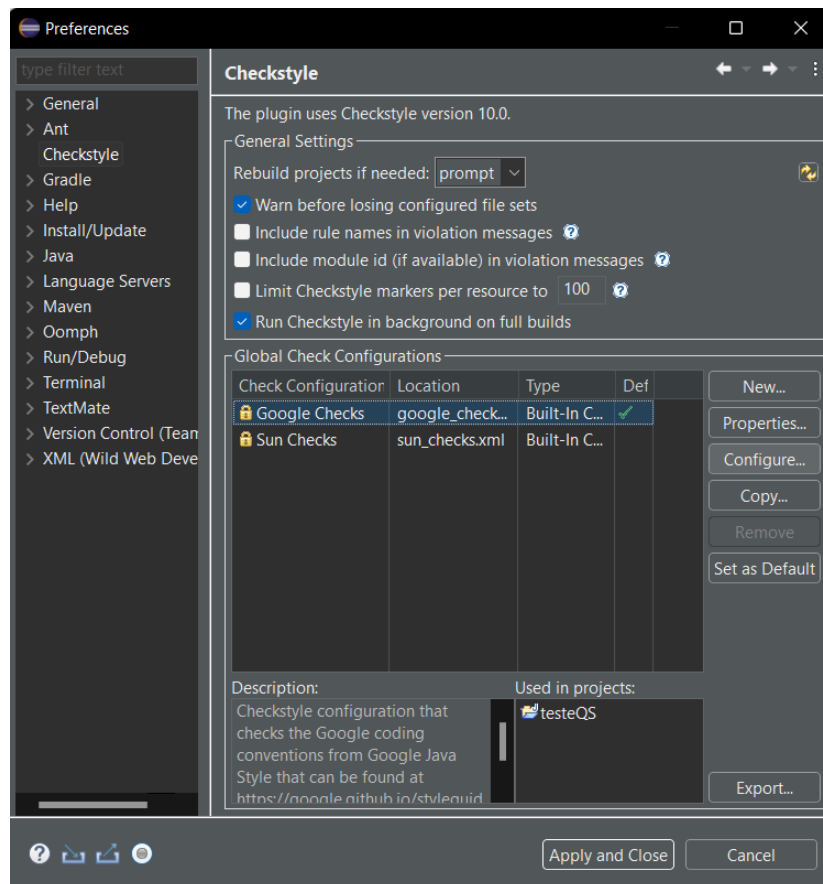 Preferences
type filter text
General
Ant
Checkstyle
Gradle
Help
Install/Update
Java
Language Servers
Maven
Oomph
Run/Debug
Terminal
TextMate
Version Control (Team
XML (Wild Web Deve
Checkstyle
The plugin uses Checkstyle version 10.0.
General Settings
Rebuild projects if needed: prompt
Warn before losing configured file sets
Include rule names in violation messages
Include module id (if available) in violation messages
Limit Checkstyle markers per resource to 100
Run Checkstyle in background on full builds
Global Check Configurations
Check Configuration Location Type Def
Google Checks google_check... Built-In C...
Sun Checks sun_checks.xml Built-In C...
New...
Properties...
Configure...
Copy...
Remove
Set as Default
Description:
Checkstyle configuration that
checks the Google coding
conventions from Google Java
Style that can be found at
https://google.github.io/styleguid
Used in projects:
testeQS
Export...
Apply and Close Cancel